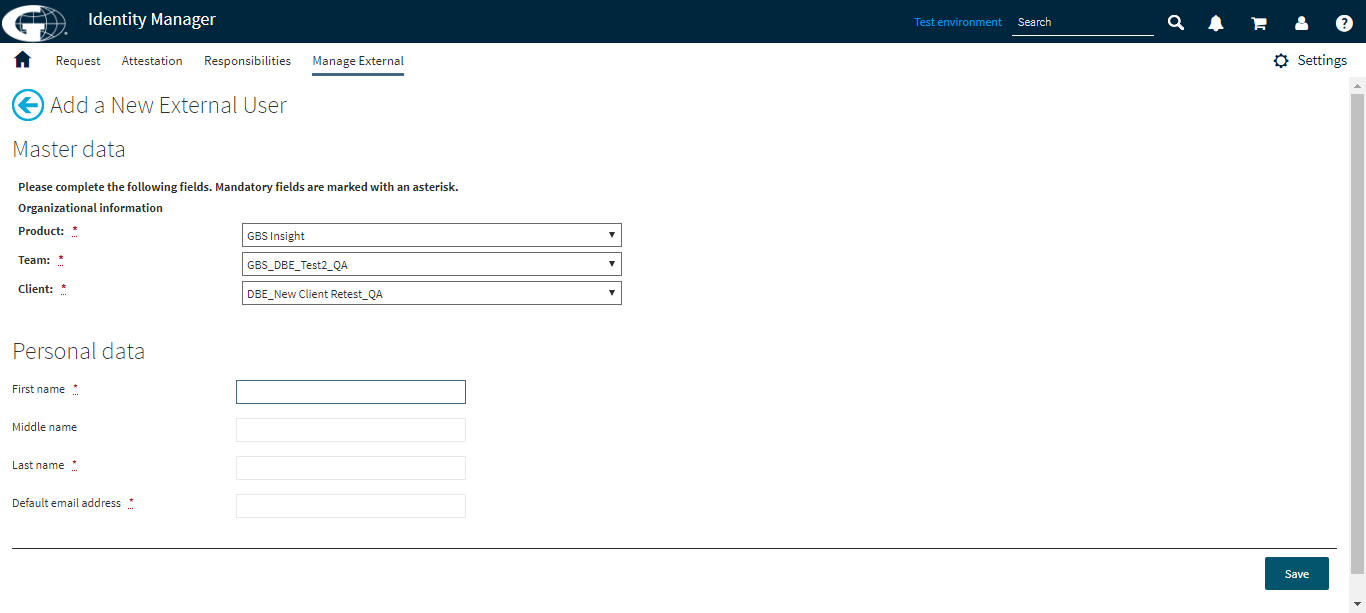 Identity Manager
Test environment
Search
Request Attestation Responsibilities Manage External
Settings
Add a New External User
Master data
Please complete the following fields. Mandatory fields are marked with an asterisk.
Organizational information
Product: * GBS Insight
Team: * GBS_DBE_Test2_QA
Client: * DBE_New Client Retest_QA
Personal data
First name *
Middle name
Last name *
Default email address *
Save